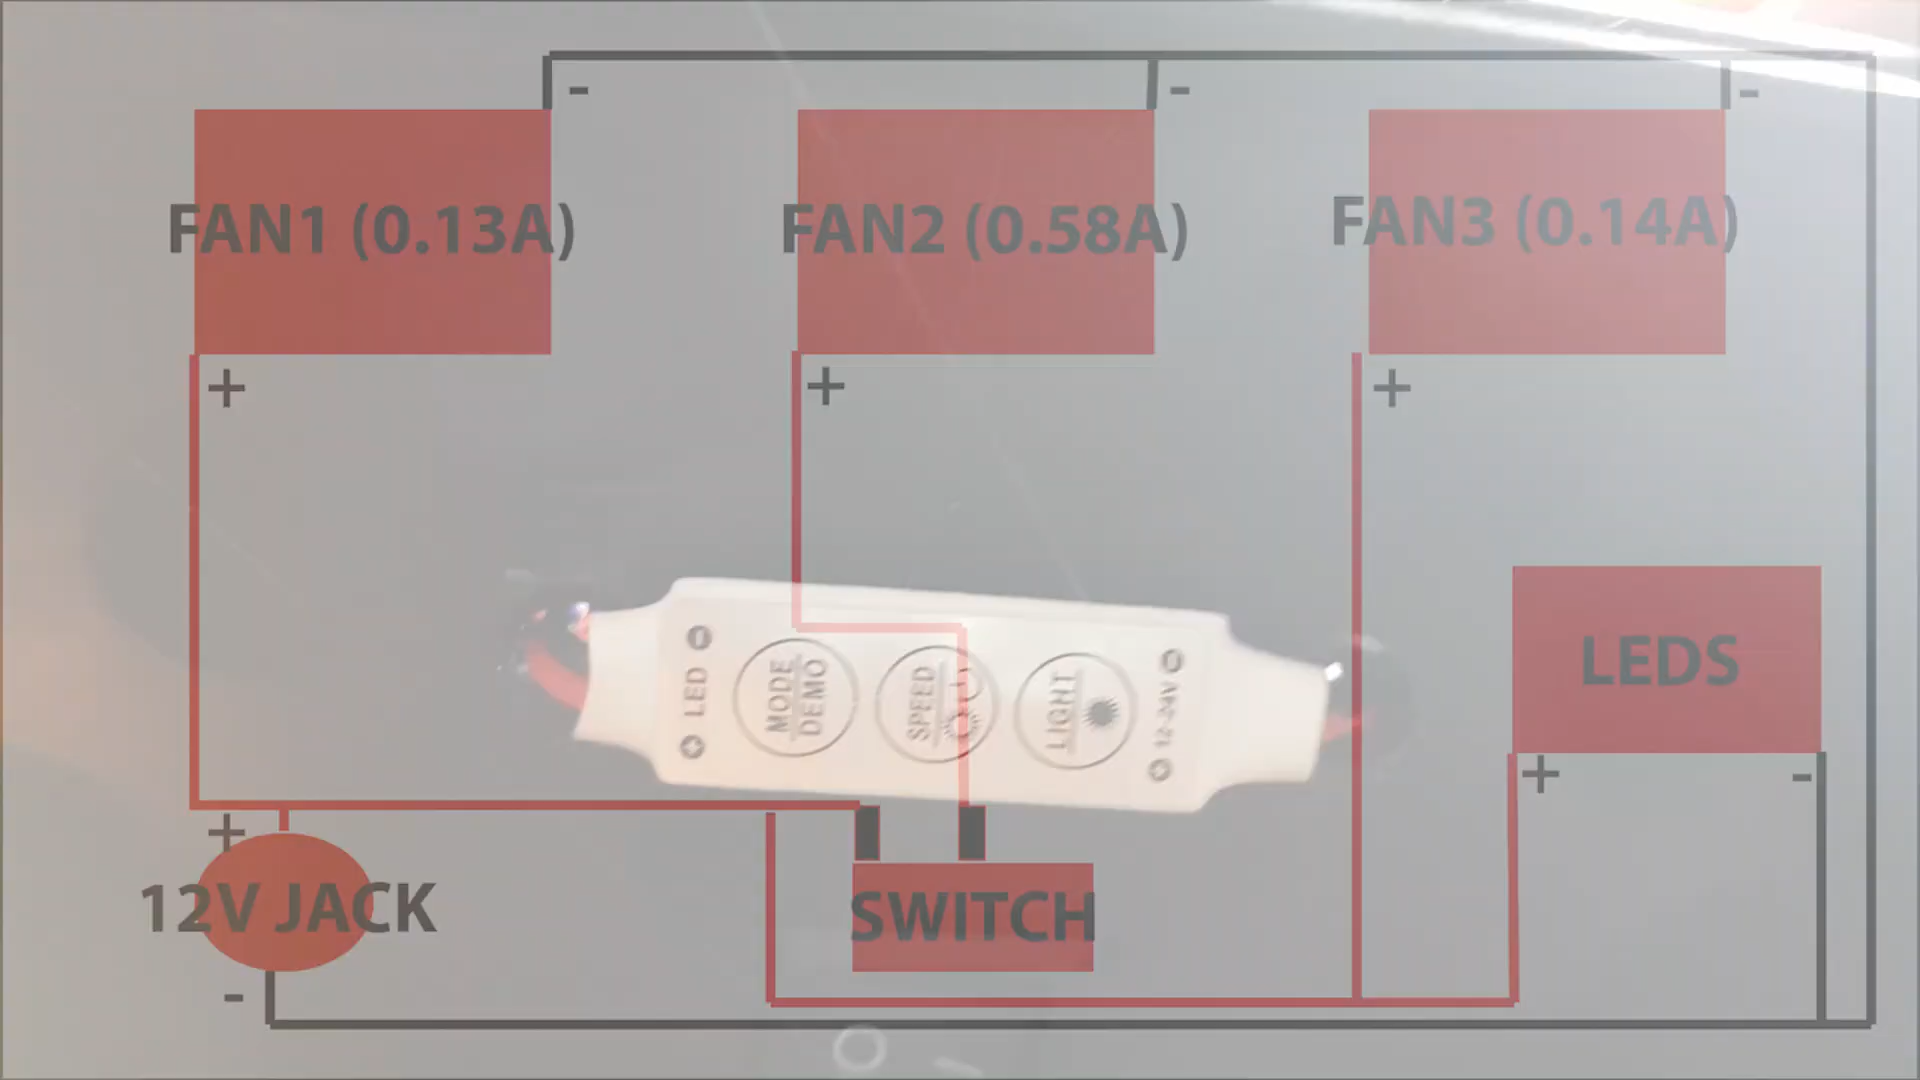 - - -
FAN1 (0.13A) FAN2 (0.58A) FAN3 (0.14A)
+ + +
LED
MODE
DEMO
SPEED
LIGHT
12-24V
LEDS
+ -
+
12V JACK
SWITCH
-